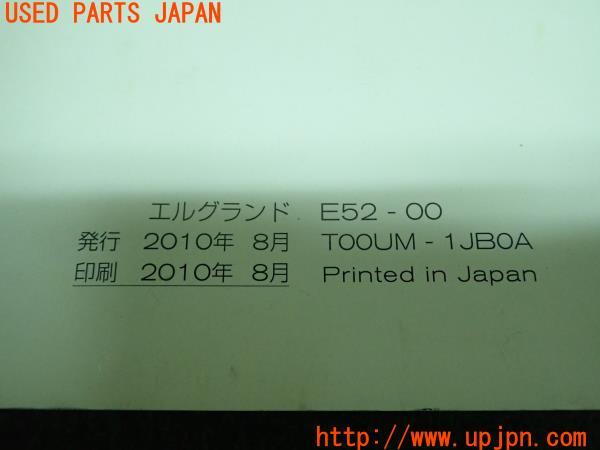 USED PARTS JAPAN
エルグランド E52 - 00
発行 2010年 8月 T00UM - 1JB0A
印刷 2010年 8月 Printed in Japan
http://www.upjpn.com/